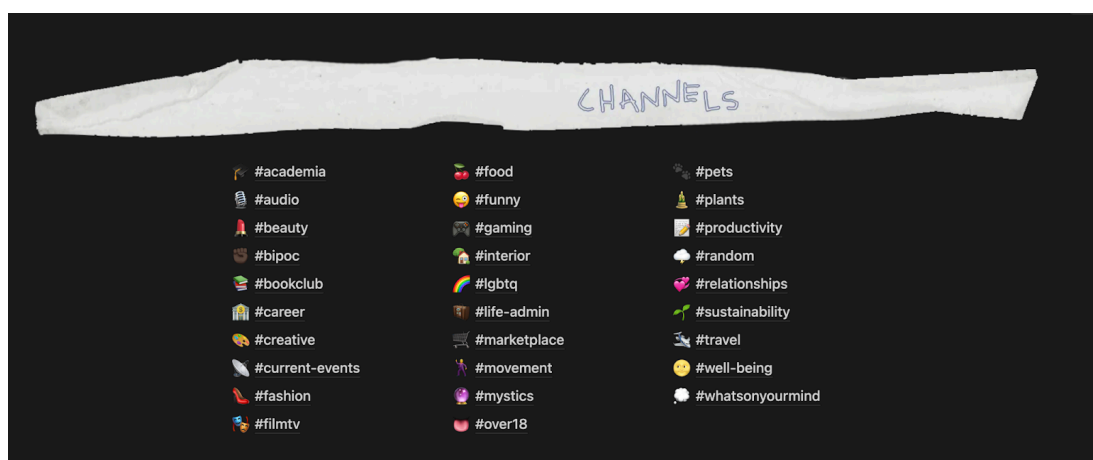 CHANNELS
#academia
#audio
#beauty
#bipoc
#bookclub
#career
#creative
#current-events
#fashion
#filmtv
#food
#funny
#gaming
#interior
#lgbtq
#life-admin
#marketplace
#movement
#mystics
#over18
#pets
#plants
#productivity
#random
#relationships
#sustainability
#travel
#well-being
#whatsonyourmind